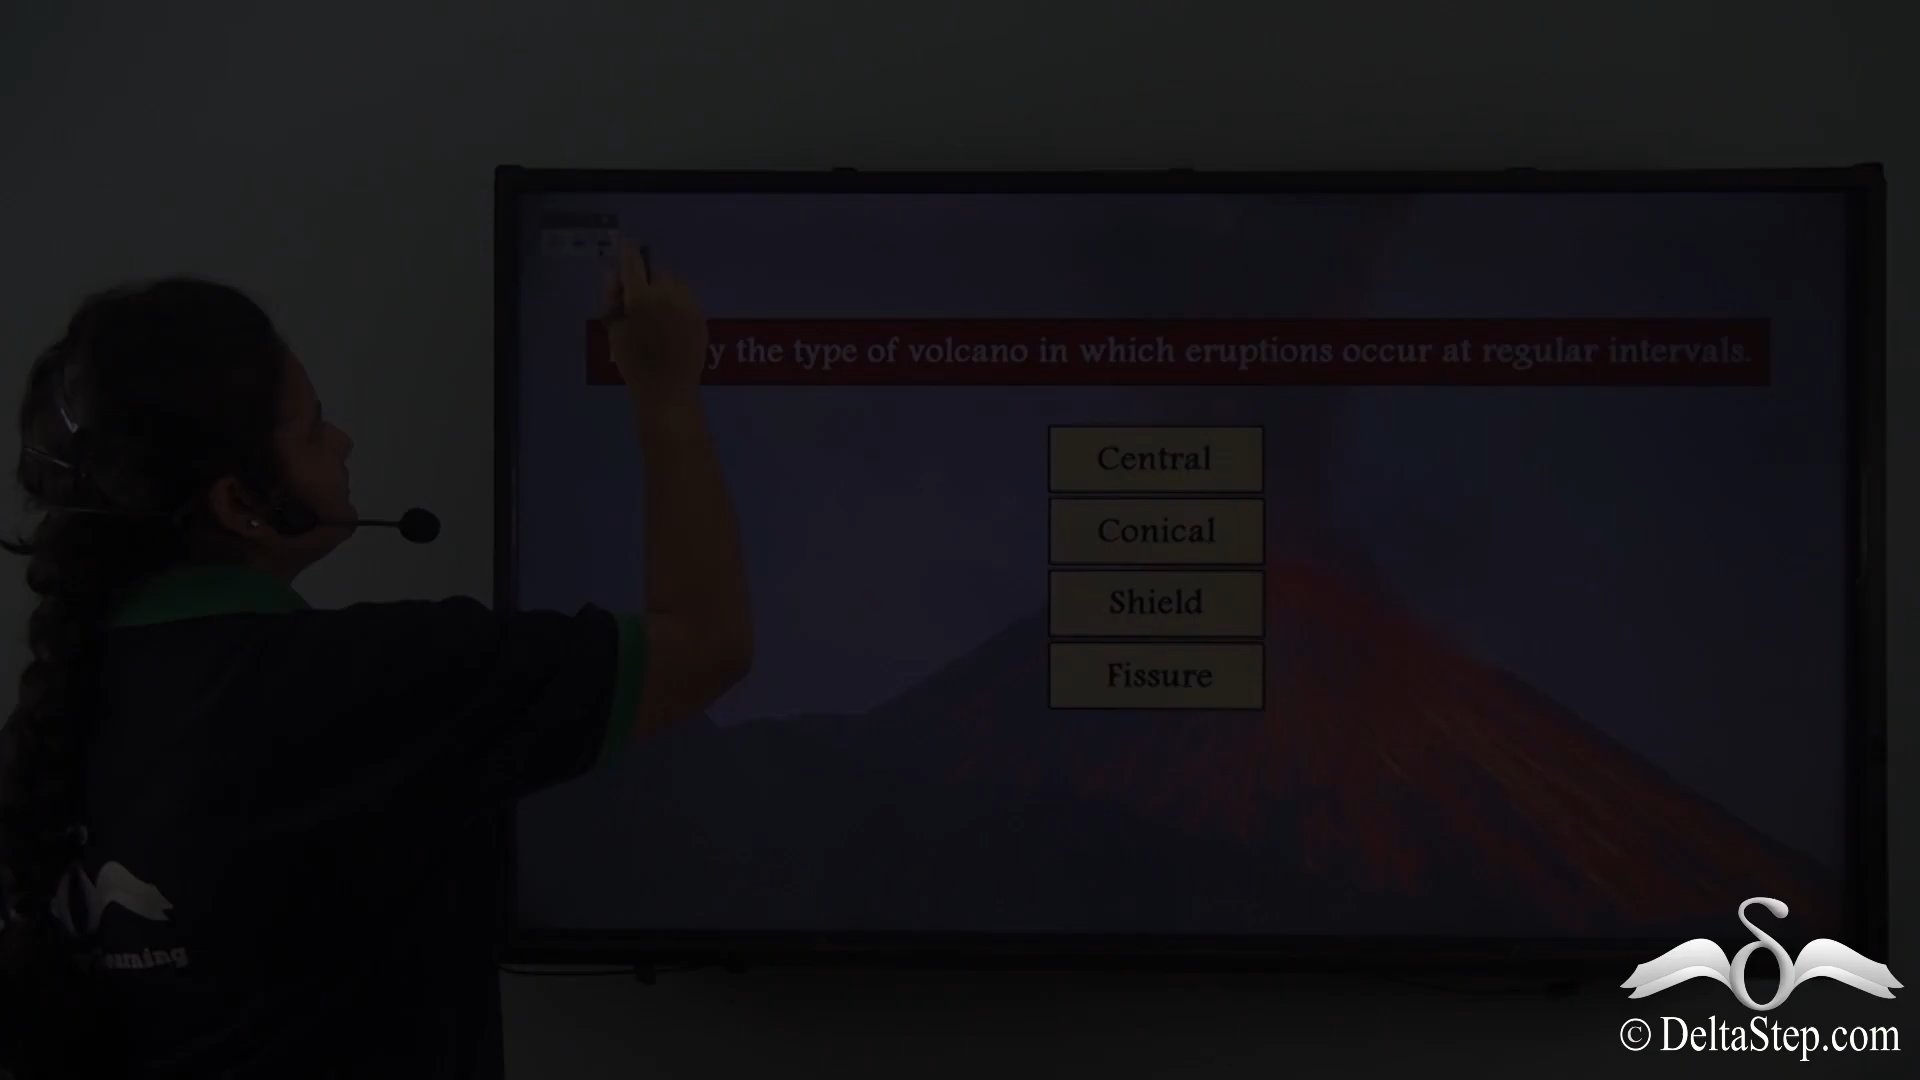 y the type of volcano in which eruptions occur at regular intervals.
Central
Conical
Shield
Fissure
© DeltaStep.com